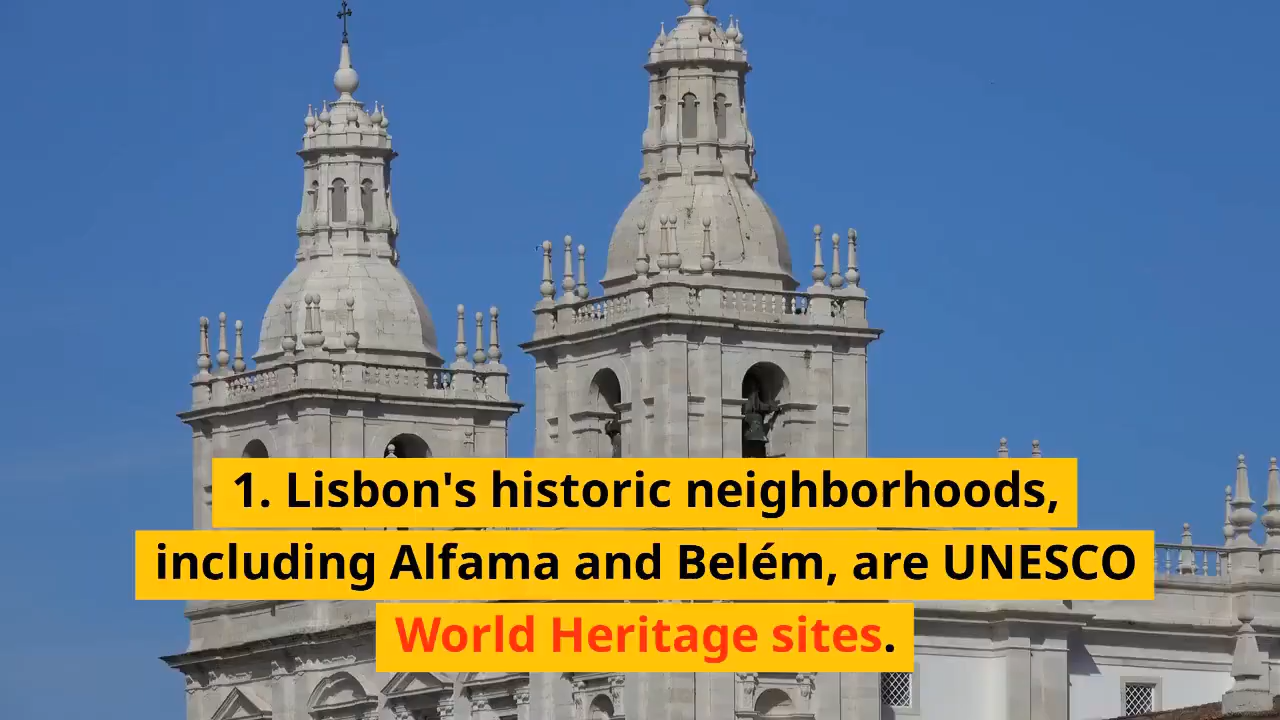 1. Lisbon's historic neighborhoods,
including Alfama and Belém, are UNESCO
World Heritage sites.